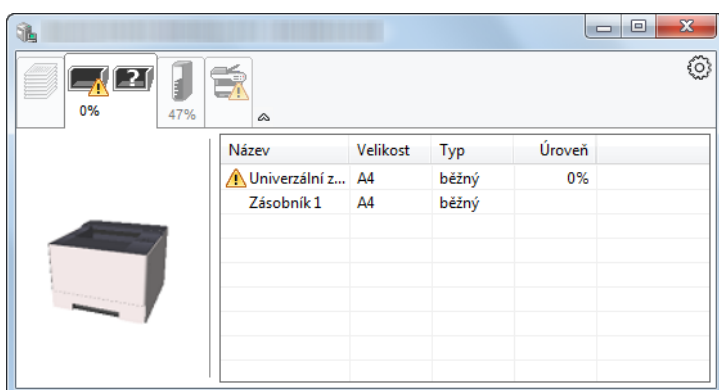 0%
47%
Název Velikost Typ Úroveň
Univerzální z... A4 běžný 0%
Zásobník 1 A4 běžný